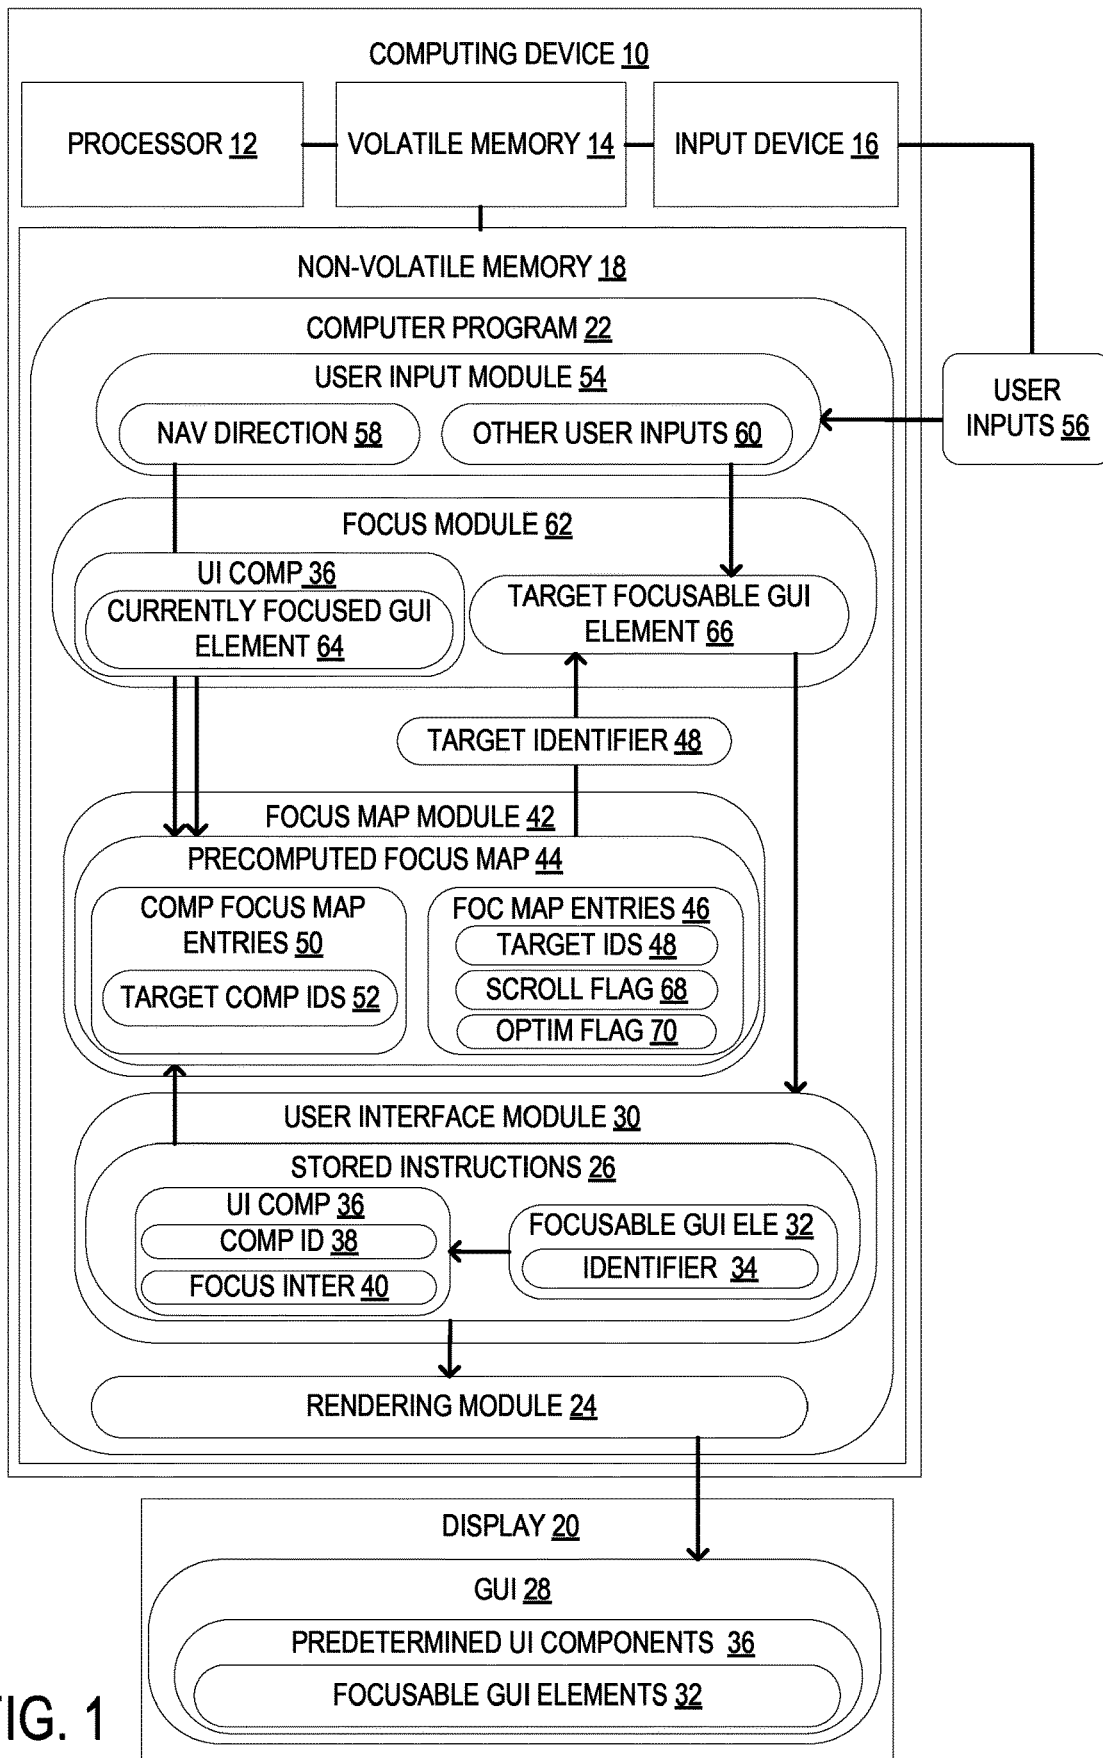 COMPUTING DEVICE 10
PROCESSOR 12
VOLATILE MEMORY 14
INPUT DEVICE 16
NON-VOLATILE MEMORY 18
COMPUTER PROGRAM 22
USER INPUT MODULE 54
NAV DIRECTION 58
OTHER USER INPUTS 60
USER
INPUTS 56
FOCUS MODULE 62
UI COMP 36
CURRENTLY FOCUSED GUI
ELEMENT 64
TARGET FOCUSABLE GUI
ELEMENT 66
TARGET IDENTIFIER 48
FOCUS MAP MODULE 42
PRECOMPUTED FOCUS MAP 44
COMP FOCUS MAP
ENTRIES 50
TARGET COMP IDS 52
FOC MAP ENTRIES 46
TARGET IDS 48
SCROLL FLAG 68
OPTIM FLAG 70
USER INTERFACE MODULE 30
STORED INSTRUCTIONS 26
UI COMP 36
COMP ID 38
FOCUS INTER 40
FOCUSABLE GUI ELE 32
IDENTIFIER 34
RENDERING MODULE 24
DISPLAY 20
GUI 28
PREDETERMINED UI COMPONENTS 36
FOCUSABLE GUI ELEMENTS 32
IG. 1